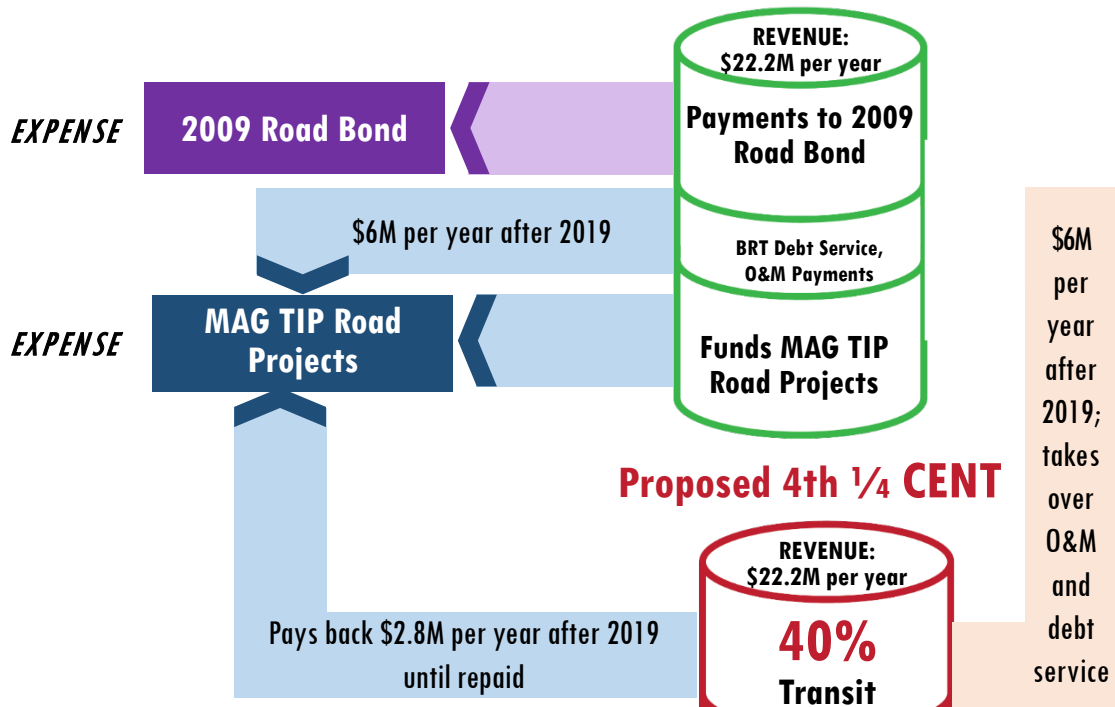 REVENUE:
$22.2M per year
EXPENSE
2009 Road Bond
Payments to 2009
Road Bond
$6M per year after 2019
BRT Debt Service,
O&M Payments
EXPENSE
MAG TIP Road
Projects
Funds MAG TIP
Road Projects
$6M
per
year
after
2019;
takes
over
O&M
and
debt
service
Proposed 4th ¼ CENT
REVENUE:
$22.2M per year
40%
Transit
Pays back $2.8M per year after 2019
until repaid